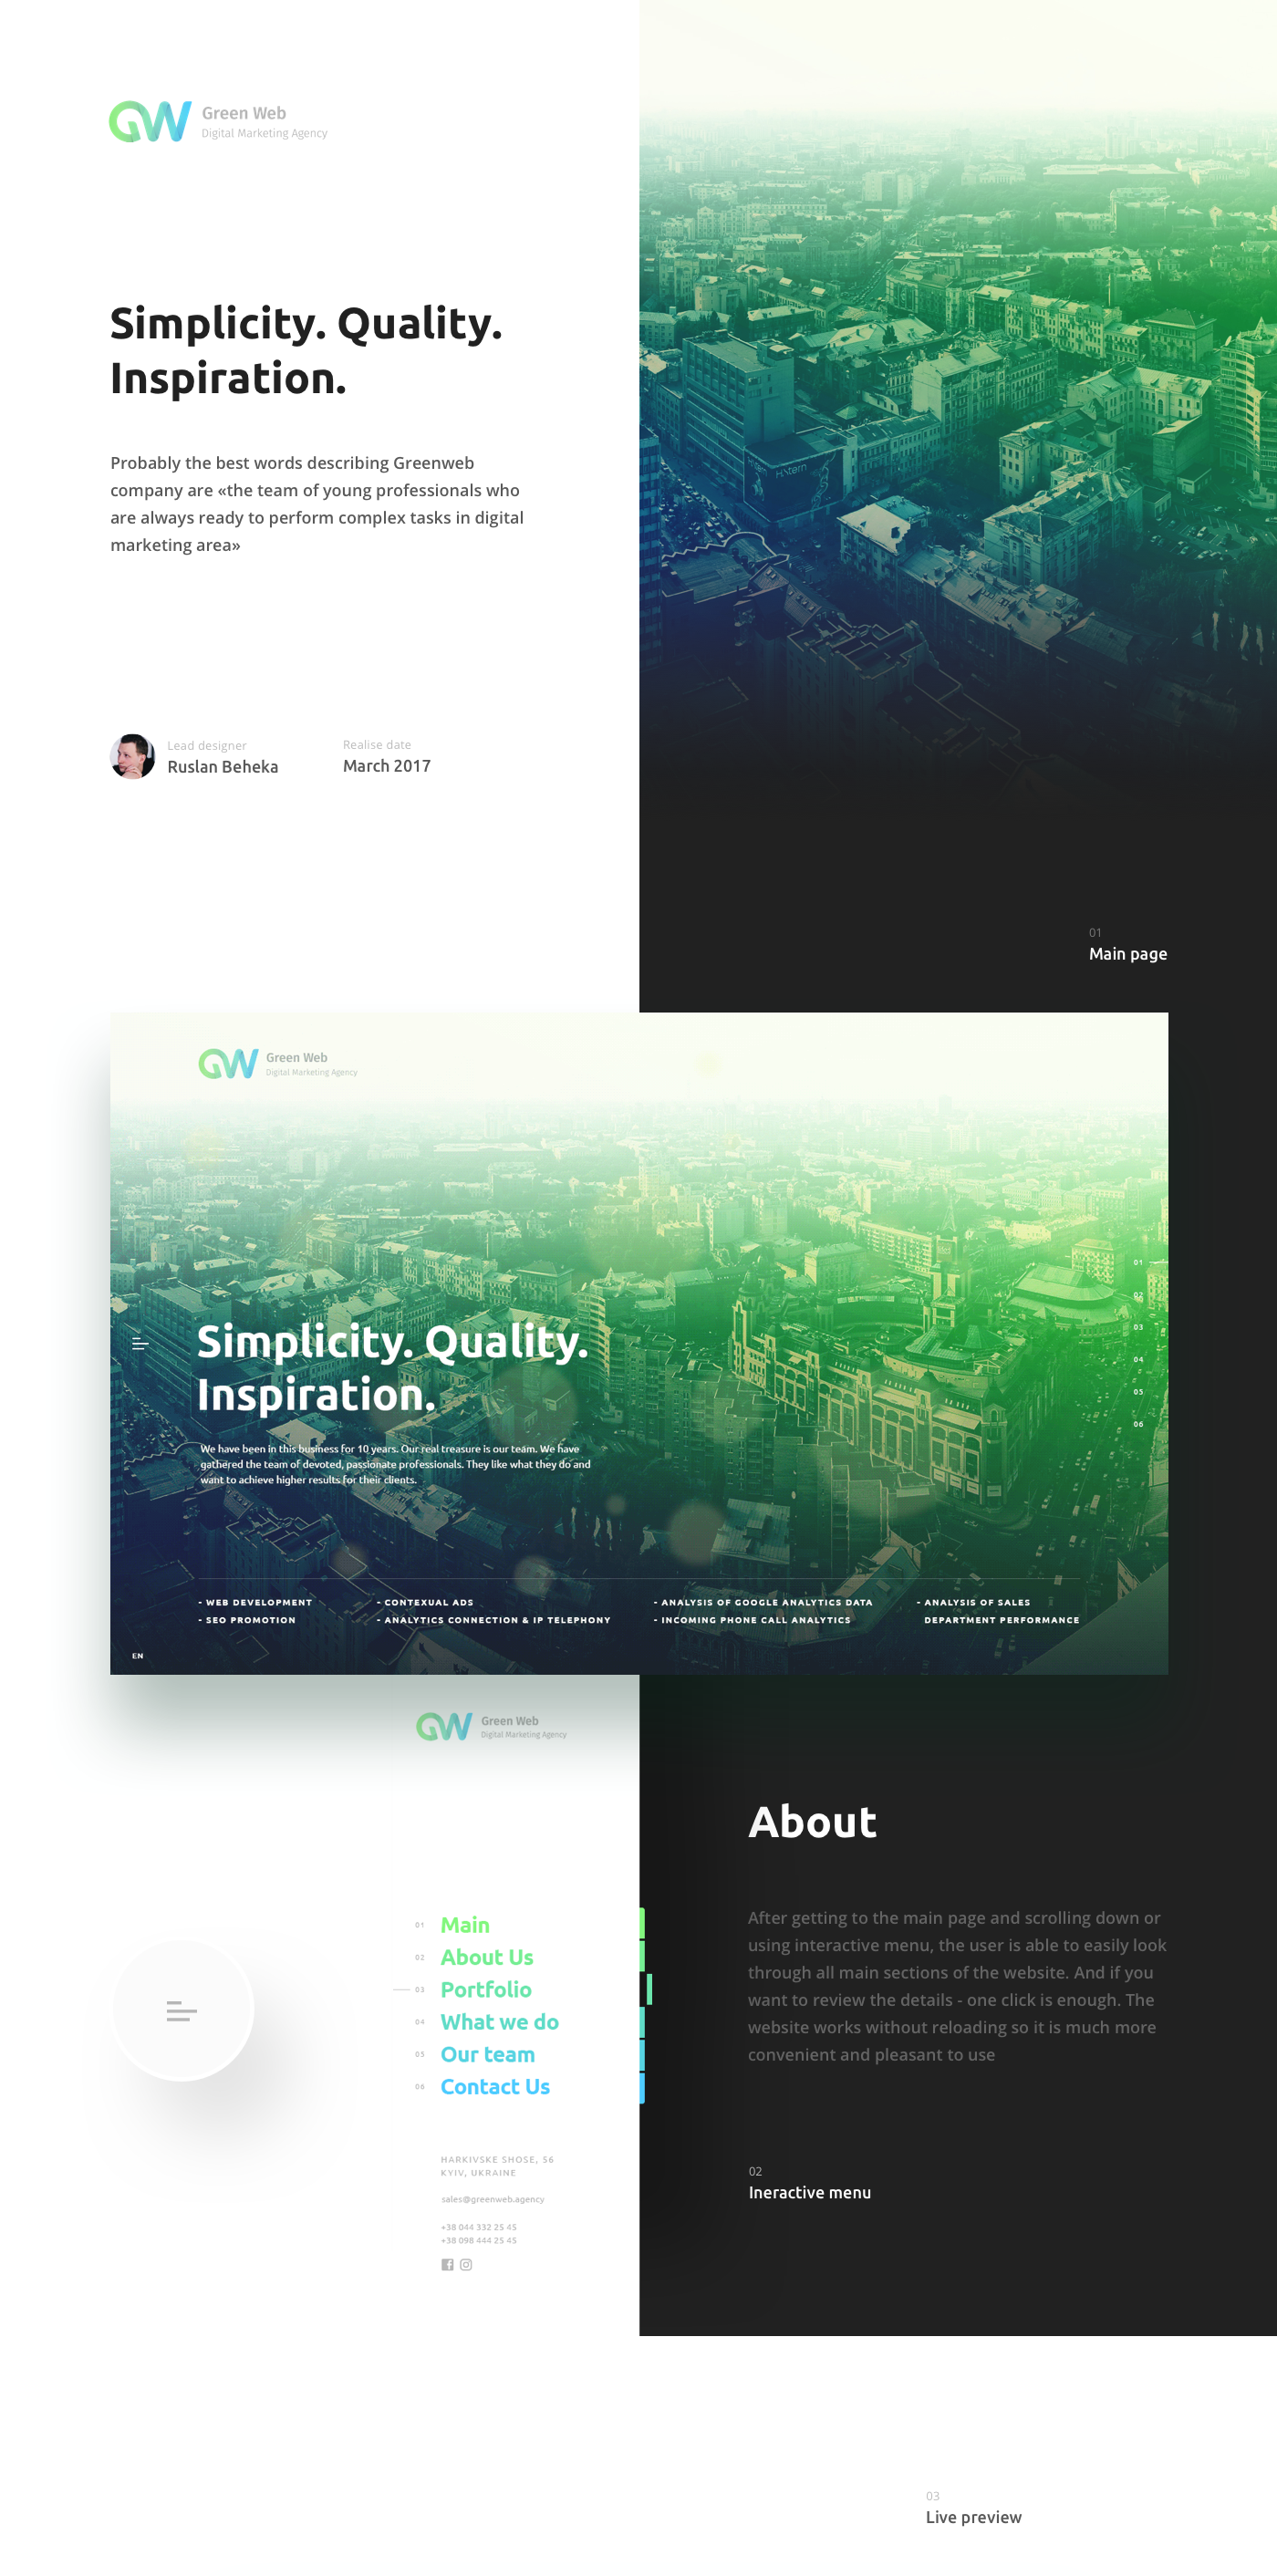 GW Green Web
Digital Marketing Agency
Simplicity. Quality.
Inspiration.
Probably the best words describing Greenweb
company are «the team of young professionals who
are always ready to perform complex tasks in digital
marketing area»
Lead designer
Ruslan Beheka
Realise date
March 2017
H.Stern
H.Stern
01
Main page
GW Green Web
Digital Marketing Agency
01
02
03
04
05
06
Simplicity. Quality.
Inspiration.
We have been in this business for 10 years. Our real treasure is our team. We have
gathered the team of devoted, passionate professionals. They like what they do and
want to achieve higher results for their clients.
- WEB DEVELOPMENT
- SEO PROMOTION
- CONTEXUAL ADS
- ANALYTICS CONNECTION & IP TELEPHONY
- ANALYSIS OF GOOGLE ANALYTICS DATA
- INCOMING PHONE CALL ANALYTICS
- ANALYSIS OF SALES
DEPARTMENT PERFORMANCE
EN
GW Green Web
Digital Marketing Agency
01 Main
02 About Us
03 Portfolio
04 What we do
05 Our team
06 Contact Us
HARKIVSKE SHOSE, 56
KYIV, UKRAINE
sales@greenweb.agency
+38 044 332 25 45
+38 098 444 25 45
About
After getting to the main page and scrolling down or
using interactive menu, the user is able to easily look
through all main sections of the website. And if you
want to review the details - one click is enough. The
website works without reloading so it is much more
convenient and pleasant to use
02
Ineractive menu
03
Live preview